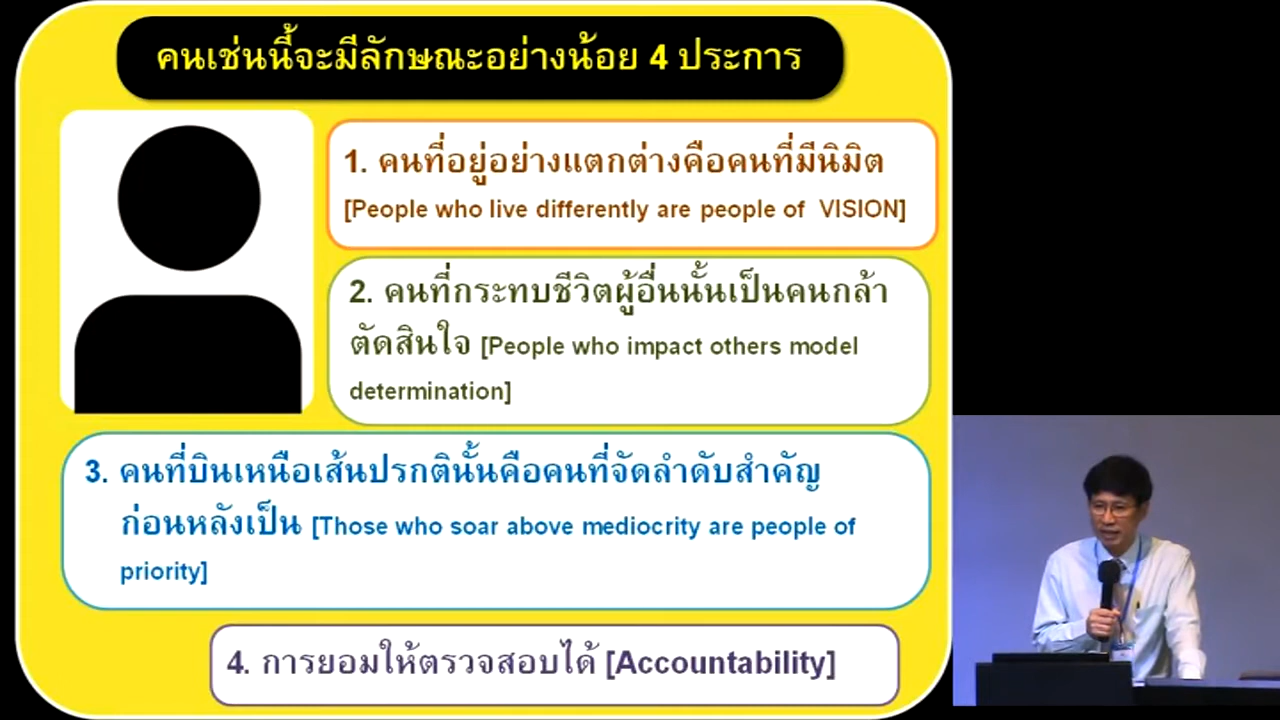 คนเช่นนี้จะมีลักษณะอย่างน้อย 4 ประการ
1. คนที่อยู่อย่างแตกต่างคือคนที่มีนิมิต
[People who live differently are people of VISION]
2. คนที่กระทบชีวิตผู้อื่นนั้นเป็นคนกล้า
ตัดสินใจ [People who impact others model
determination]
3. คนที่บินเหนือเส้นปรกตินั้นคือคนที่จัดลำดับสำคัญ
ก่อนหลังเป็น [Those who soar above mediocrity are people of
priority]
4. การยอมให้ตรวจสอบได้ [Accountability]